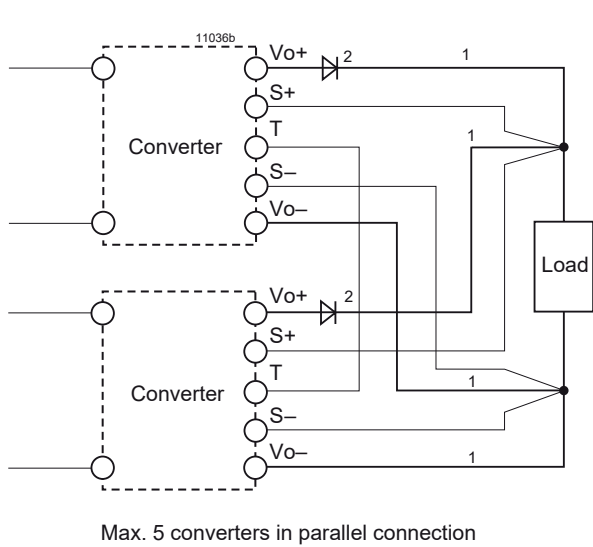 11036b
Vo+
2
1
S+
T
1
Converter
S–
Vo–
Load
Vo+
2
S+
T
1
Converter
S–
Vo–
1
Max. 5 converters in parallel connection